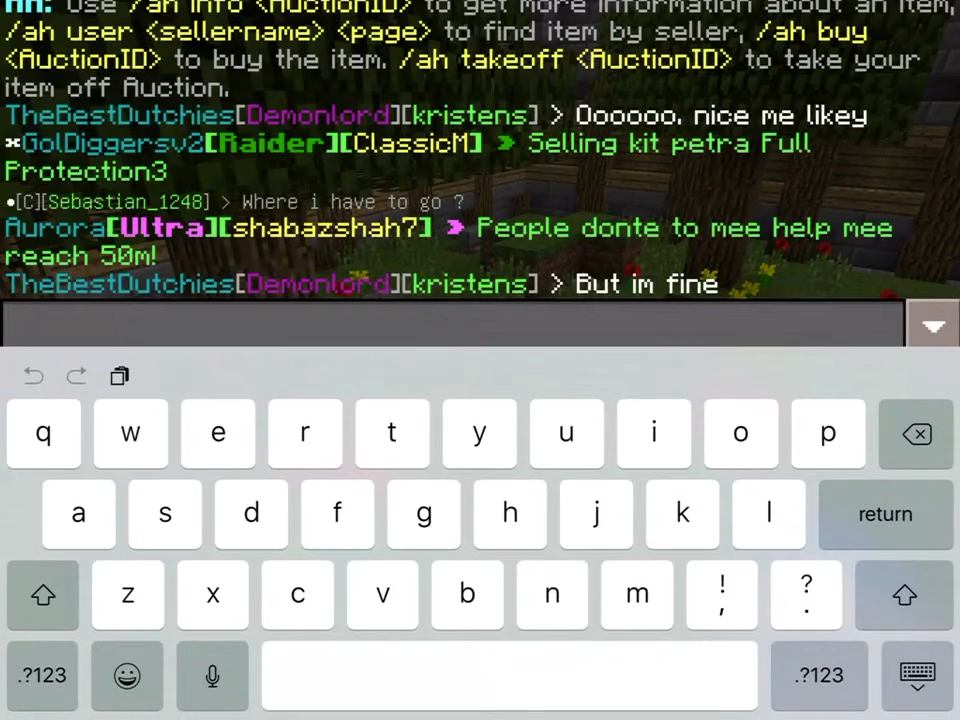 AH: Use /ah info <AuctionID> to get more information about an item,
/ah user <sellername> <page> to find item by seller, /ah buy
<AuctionID> to buy the item. /ah takeoff <AuctionID> to take your
item off Auction.
TheBestDutchies[Demonlord][kristens] > Oooooo. nice me likey
*GolDiggersv2[Raider][ClassicM] ➲ Selling kit petra Full
Protection3
•[C][Sebastian_1248] > Where i have to go ?
Aurora[Ultra][shabazshah7] ➲ People donte to mee help mee
reach 50m!
TheBestDutchies[Demonlord][kristens] > But im fine
q w e r t y u i o p
a s d f g h j k l return
z x c v b n m ! , ? .
.?123 .?123